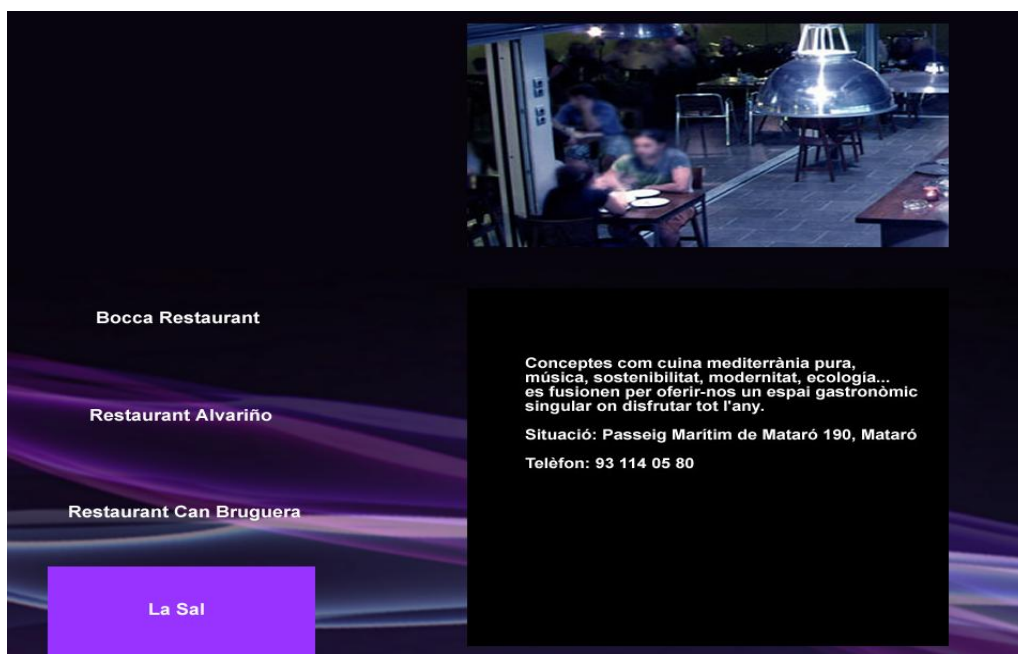 Bocca Restaurant
Restaurant Alvariño
Restaurant Can Bruguera
La Sal
Conceptes com cuina mediterrània pura,
música, sostenibilitat, modernitat, ecologia...
es fusionen per oferir-nos un espai gastronòmic
singular on disfrutar tot l'any.
Situació: Passeig Marítim de Mataró 190, Mataró
Telèfon: 93 114 05 80